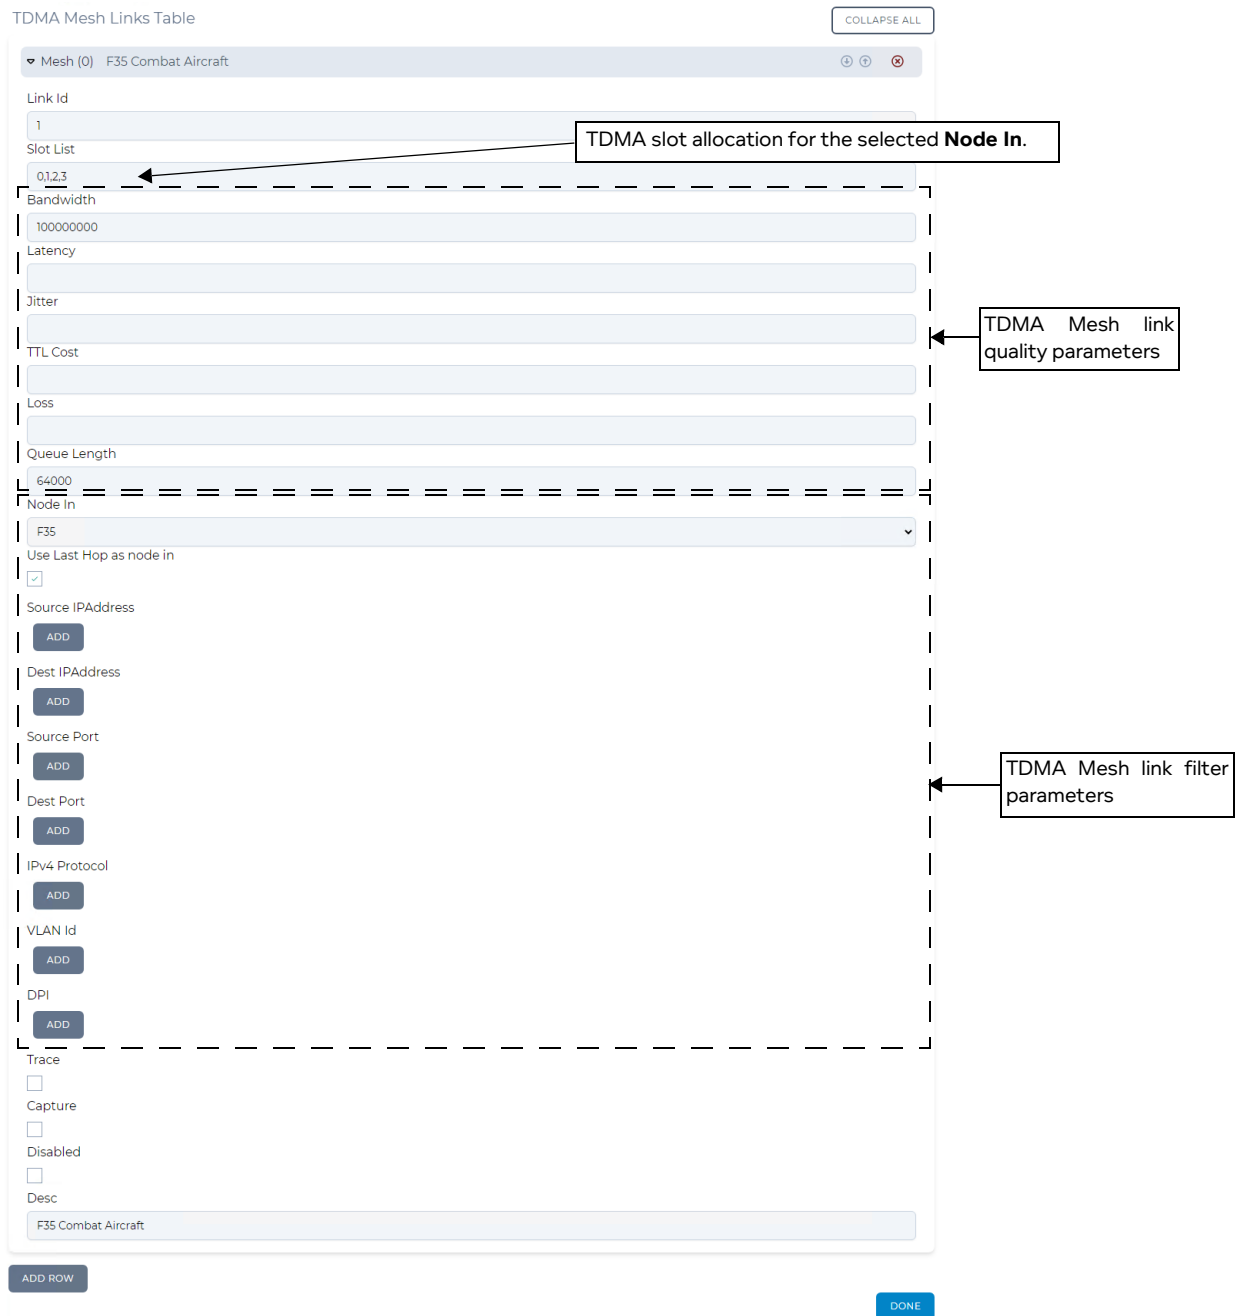 TDMA Mesh Links Table
COLLAPSE ALL
Mesh (0) F35 Combat Aircraft
Link Id
1
TDMA slot allocation for the selected Node In.
Slot List
0,1,2,3
Bandwidth
100000000
Latency
Jitter
TDMA Mesh link
quality parameters
TTL Cost
Loss
Queue Length
64000
Node In
F35
Use Last Hop as node in
Source IPAddress
ADD
Dest IPAddress
ADD
Source Port
ADD
TDMA Mesh link filter
parameters
Dest Port
ADD
IPv4 Protocol
ADD
VLAN Id
ADD
DPI
ADD
Trace
Capture
Disabled
Desc
F35 Combat Aircraft
ADD ROW
DONE